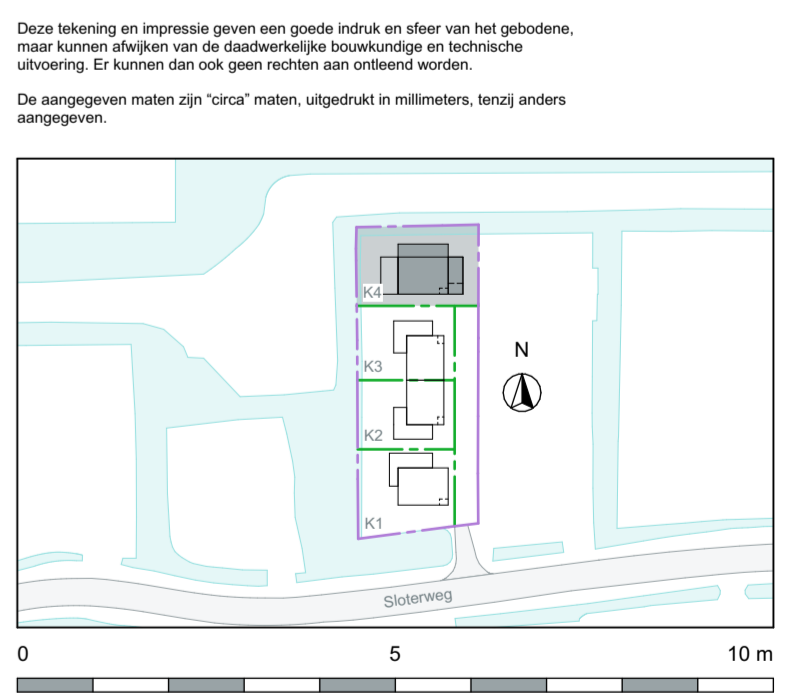 Deze tekening en impressie geven een goede indruk en sfeer van het gebodene,
maar kunnen afwijken van de daadwerkelijke bouwkundige en technische
uitvoering. Er kunnen dan ook geen rechten aan ontleend worden.
De aangegeven maten zijn “circa” maten, uitgedrukt in millimeters, tenzij anders
aangegeven.
K4
N
K3
K2
K1
Sloterweg
0 5 10 m